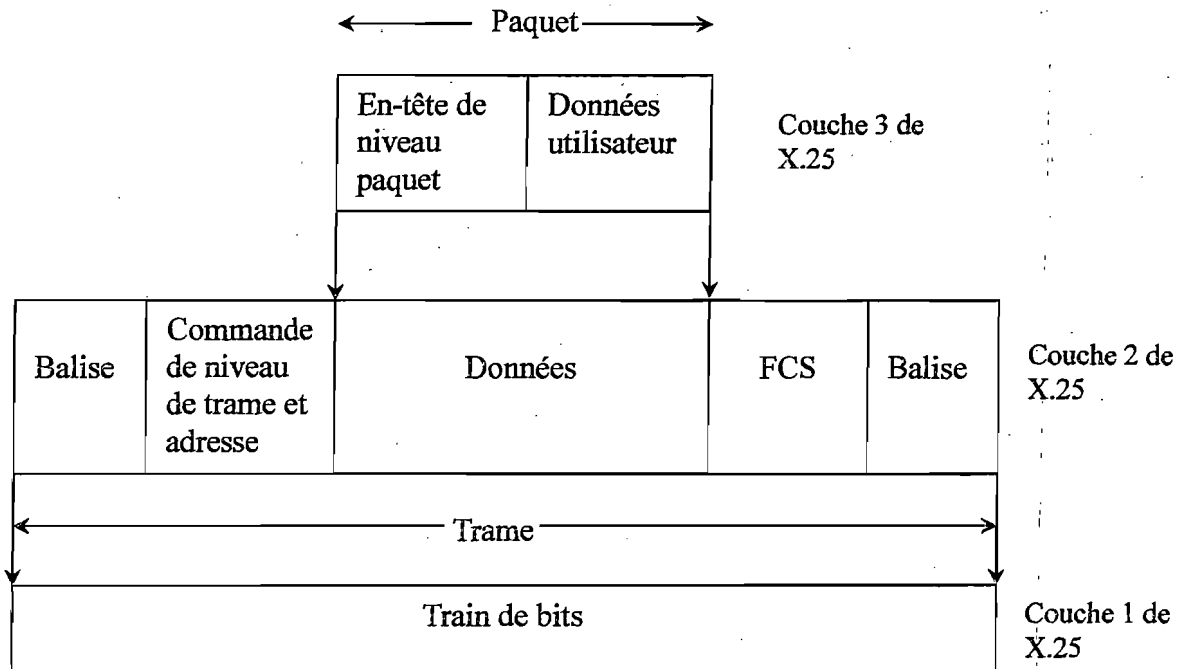 Paquet
En-tête de
niveau
paquet
Données
utilisateur
Couche 3 de
X.25
Balise
Commande
de niveau
de trame et
adresse
Données
FCS
Balise
Couche 2 de
X.25
Trame
Train de bits
Couche 1 de
X.25